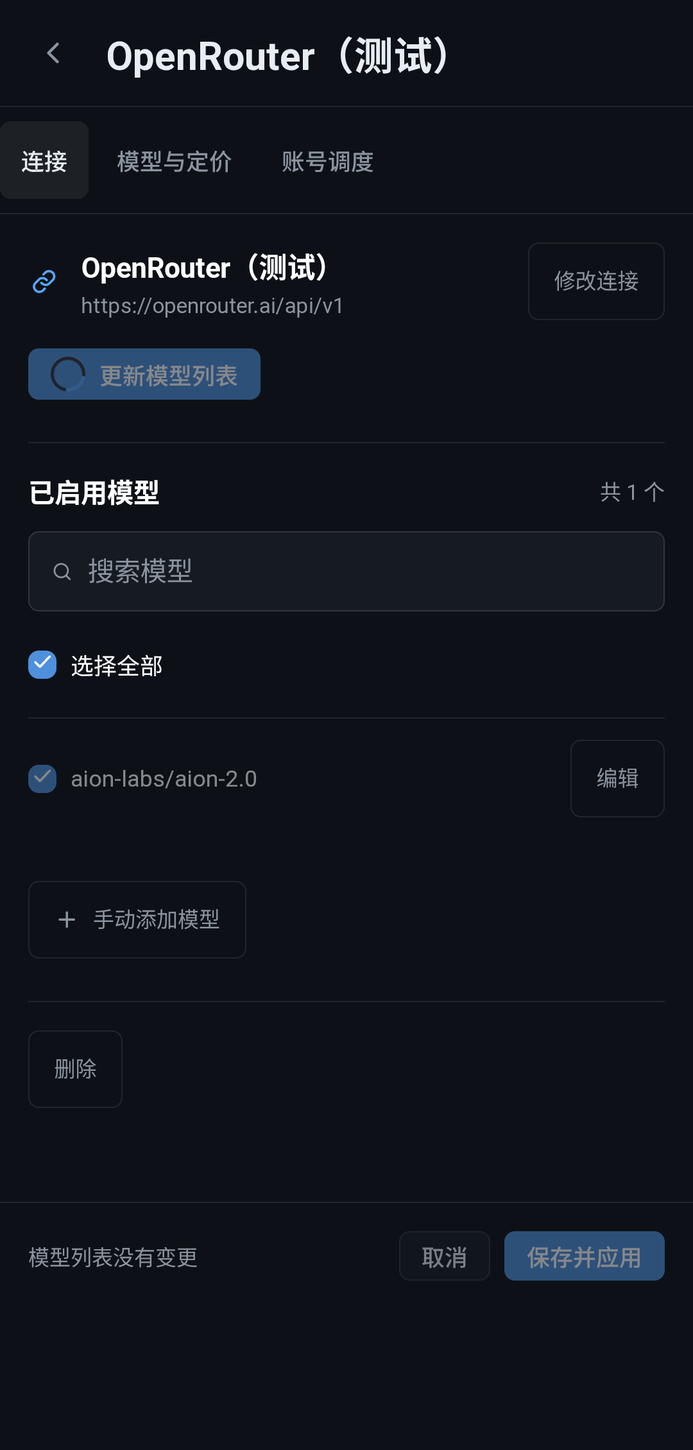 OpenRouter（测试）
连接 模型与定价 账号调度
OpenRouter（测试）
https://openrouter.ai/api/v1
修改连接
更新模型列表
已启用模型 共 1 个
搜索模型
选择全部
aion-labs/aion-2.0 编辑
手动添加模型
删除
模型列表没有变更 取消 保存并应用